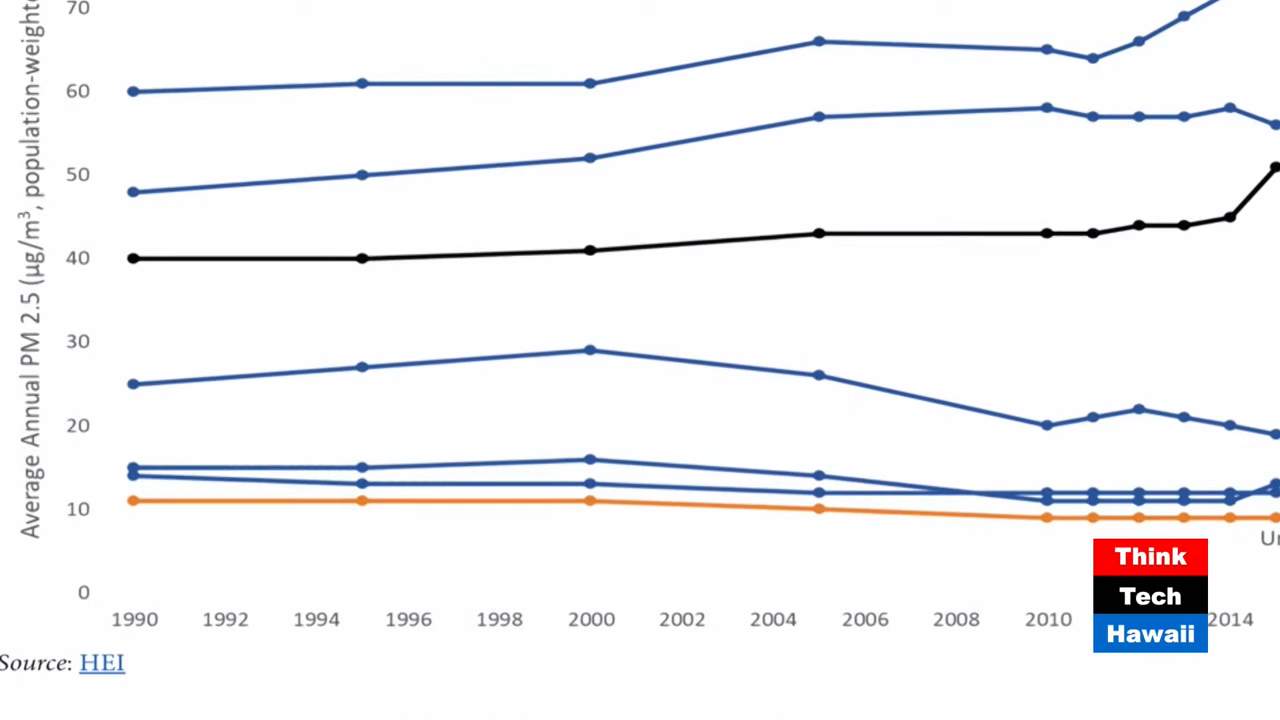 70
60
50
40
30
20
10
0
Average Annual PM 2.5 (µg/m³, population-weighte
1990 1992 1994 1996 1998 2000 2002 2004 2006 2008 2010 2014
Think
Tech
Hawaii
Source: HEI